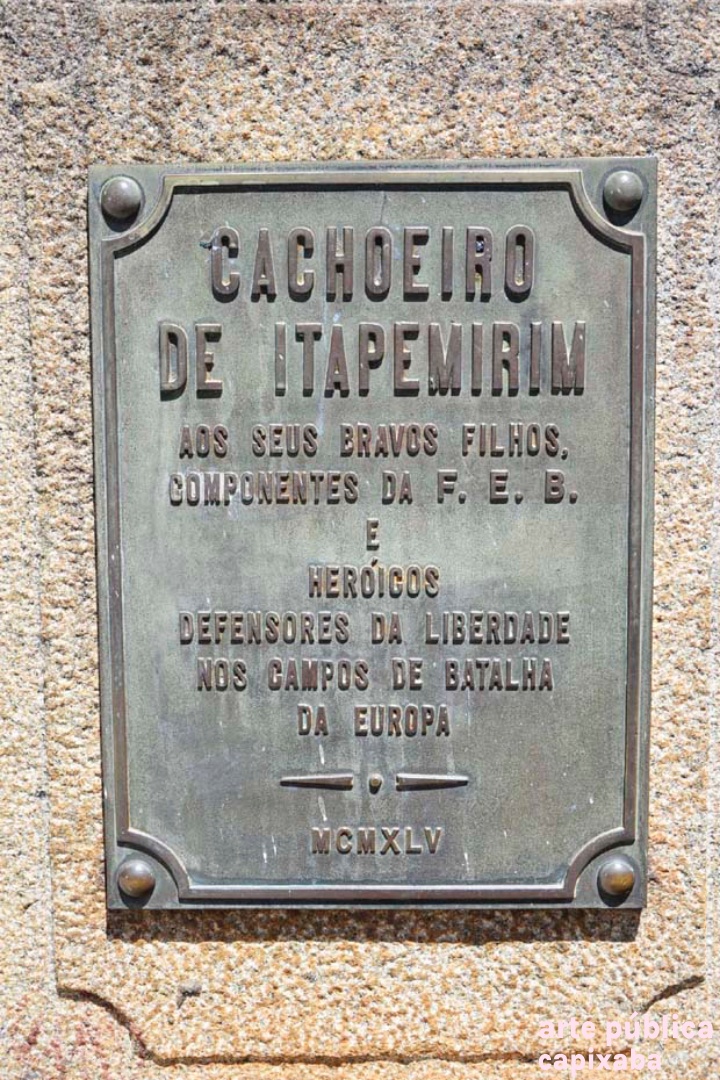 CACHOEIRO
DE ITAPEMIRIM
AOS SEUS BRAVOS FILHOS,
COMPONENTES DA F. E. B.
E
HERÓICOS
DEFENSORES DA LIBERDADE
NOS CAMPOS DE BATALHA
DA EUROPA
MCMXLV
arte pública
capixaba